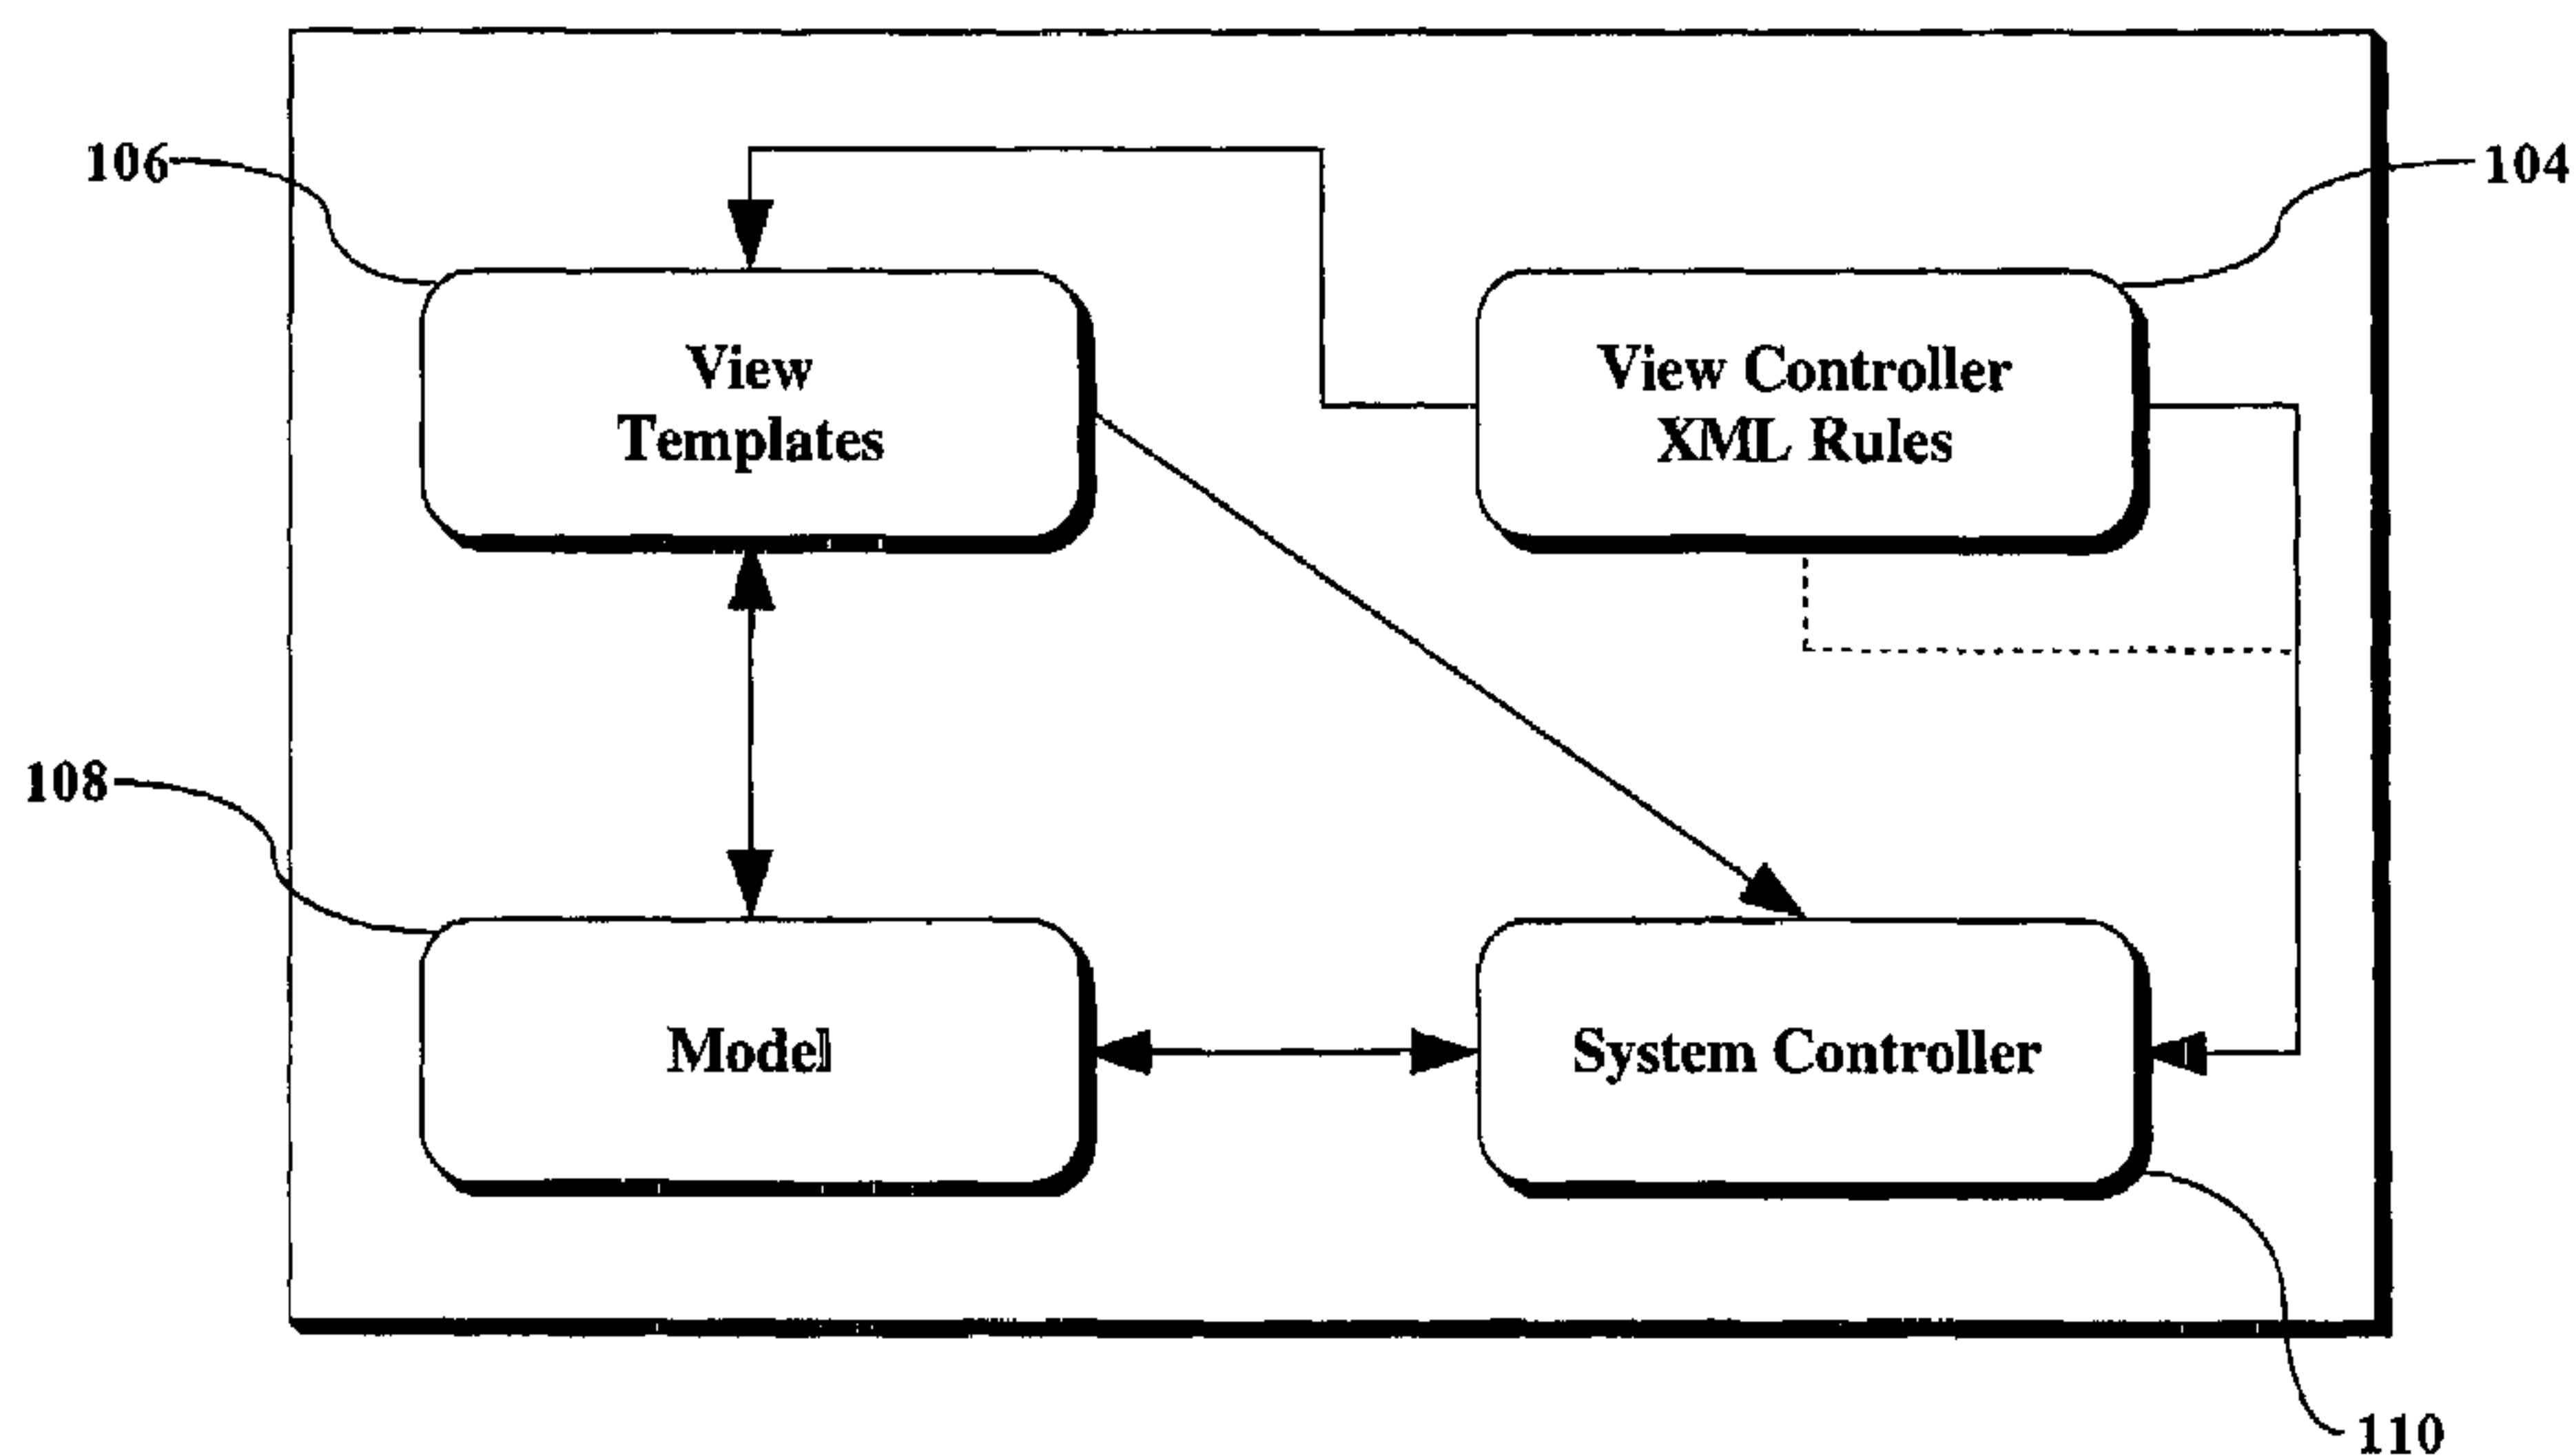 106
104
View
Templates
View Controller
XML Rules
108
Model
System Controller
110